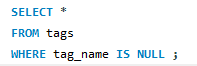 SELECT *
FROM tags
WHERE tag_name IS NULL ;